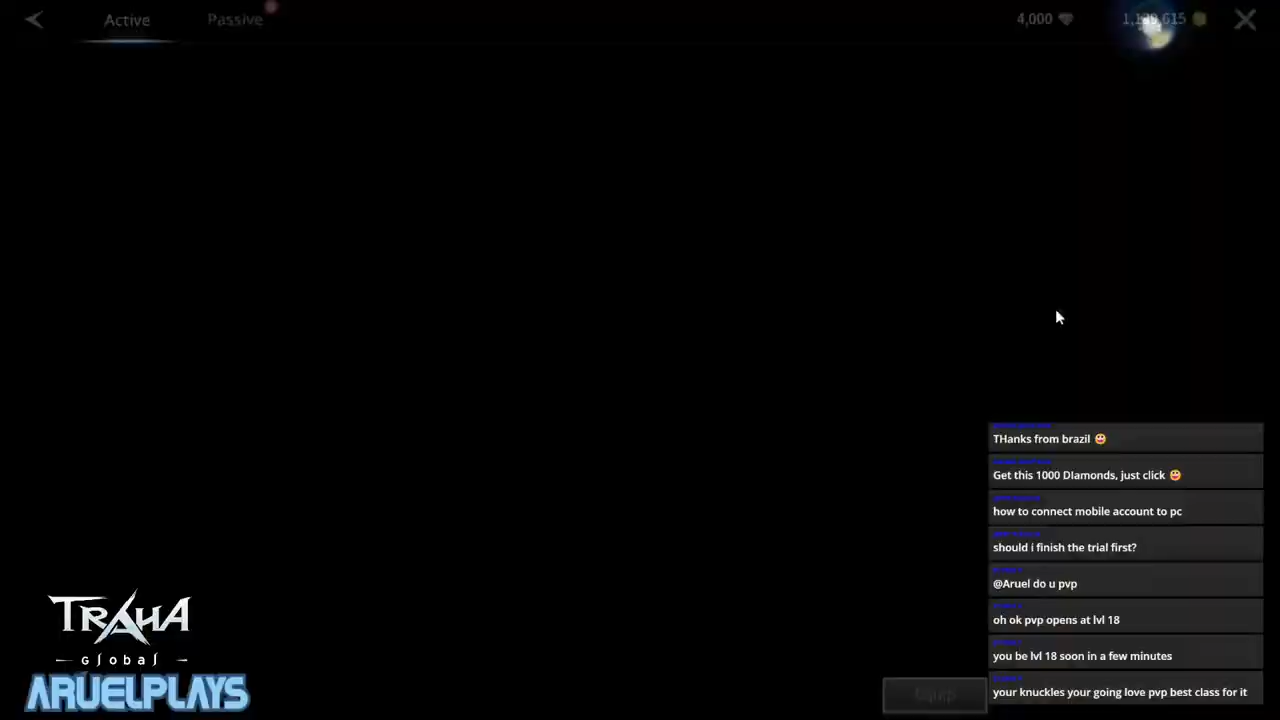 Active
Passive
4,000
THanks from brazil
Get this 1000 DIamonds, just click
how to connect mobile account to pc
should i finish the trial first?
@Aruel do u pvp
oh ok pvp opens at lvl 18
you be lvl 18 soon in a few minutes
your knuckles your going love pvp best class for it
TRAHA
Global
ARUELPLAYS